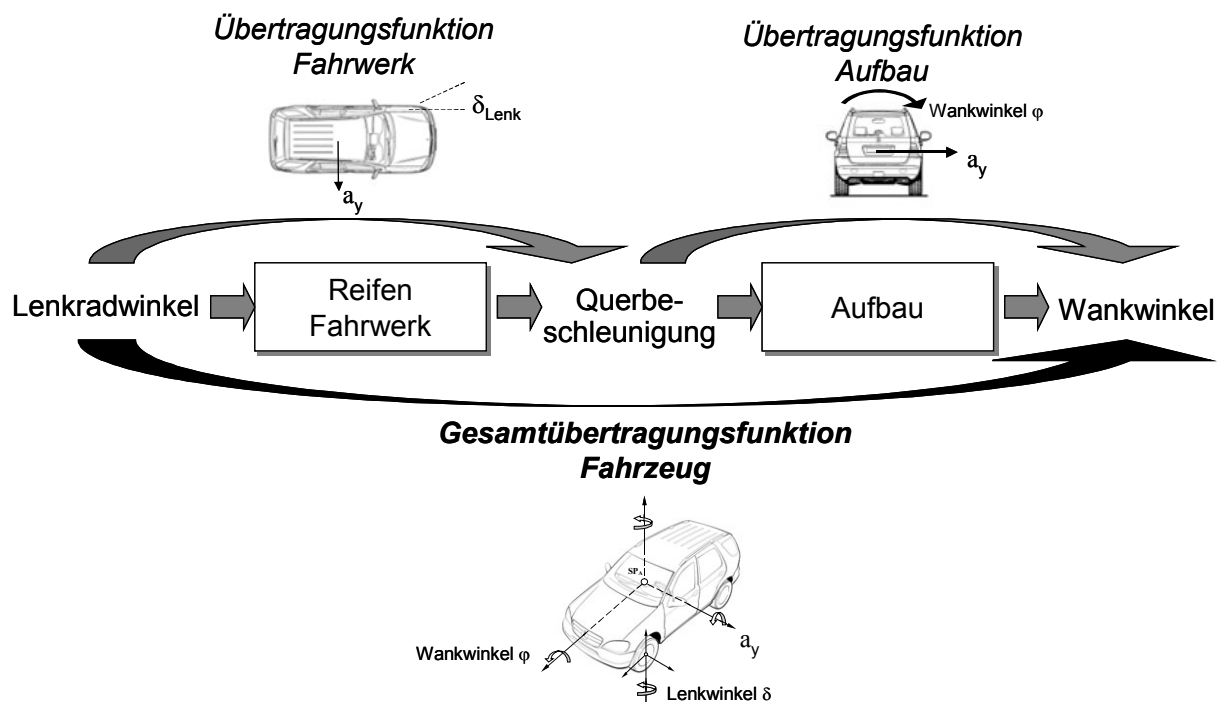 Übertragungsfunktion
Fahrwerk
δLenk
ay
Übertragungsfunktion
Aufbau
Wankwinkel φ
ay
Lenkradwinkel
Reifen
Fahrwerk
Querbe-
schleunigung
Aufbau
Wankwinkel
Gesamtübertragungsfunktion
Fahrzeug
SPA
ay
Wankwinkel φ
Lenkwinkel δ